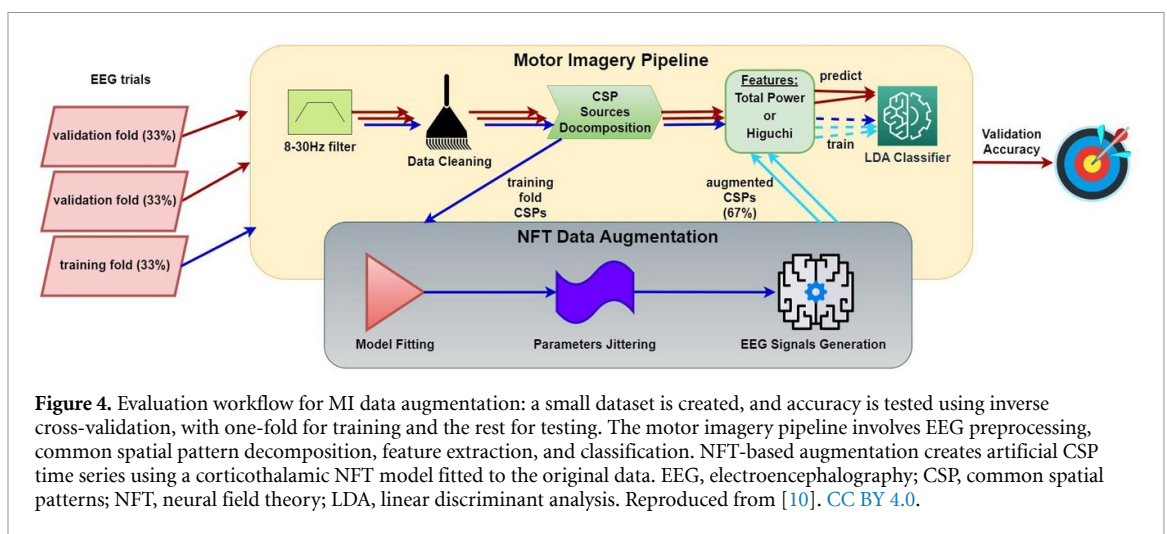 Motor Imagery Pipeline
EEG trials
validation fold (33%)
validation fold (33%)
training fold (33%)
8-30Hz filter
Data Cleaning
CSP
Sources
Decomposition
Features:
Total Power
or
Higuchi
predict
train
LDA Classifier
Validation
Accuracy
training
fold
CSPs
augmented
CSPs
(67%)
NFT Data Augmentation
Model Fitting
Parameters Jittering
EEG Signals Generation
Figure 4. Evaluation workflow for MI data augmentation: a small dataset is created, and accuracy is tested using inverse
cross-validation, with one-fold for training and the rest for testing. The motor imagery pipeline involves EEG preprocessing,
common spatial pattern decomposition, feature extraction, and classification. NFT-based augmentation creates artificial CSP
time series using a corticothalamic NFT model fitted to the original data. EEG, electroencephalography; CSP, common spatial
patterns; NFT, neural field theory; LDA, linear discriminant analysis. Reproduced from [10]. CC BY 4.0.